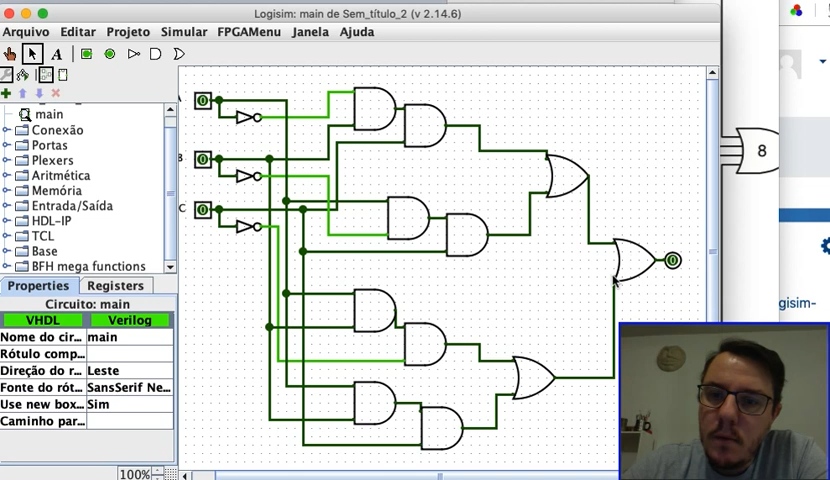 Logisim: main de Sem_título_2 (v 2.14.6)
Arquivo Editar Projeto Simular FPGAMenu Janela Ajuda
A
main
Conexão
Portas
Plexers
Aritmética
Memória
Entrada/Saída
HDL-IP
TCL
Base
BFH mega functions
Properties Registers
Circuito: main
VHDL Verilog
Nome do cir... main
Rótulo comp...
Direção do r... Leste
Fonte do rót... SansSerif Ne...
Use new box... Sim
Caminho par...
100%
0
0
C 0
0
8
gisim-